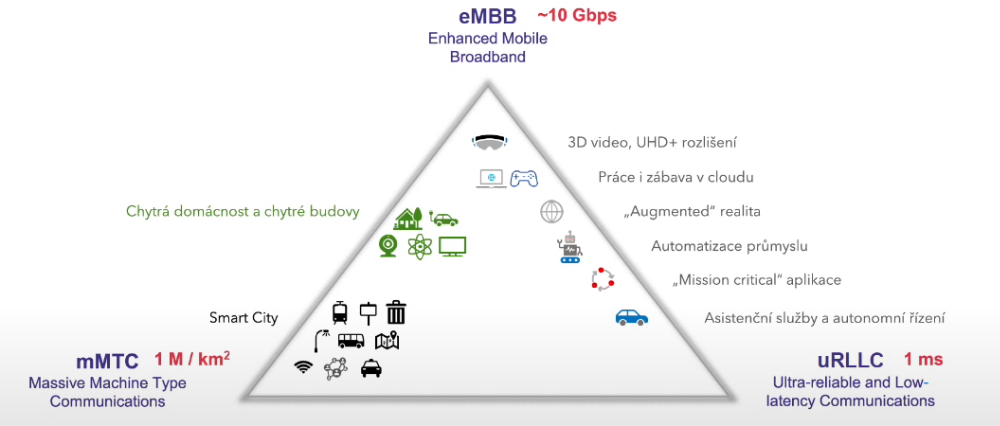 eMBB ~10 Gbps
Enhanced Mobile
Broadband
3D video, UHD+ rozlišení
Práce i zábava v cloudu
Chytrá domácnost a chytré budovy
„Augmented“ realita
Automatizace průmyslu
„Mission critical“ aplikace
Smart City
Asistenční služby a autonomní řízení
mMTC 1 M / km²
Massive Machine Type
Communications
uRLLC 1 ms
Ultra-reliable and Low-
latency Communications